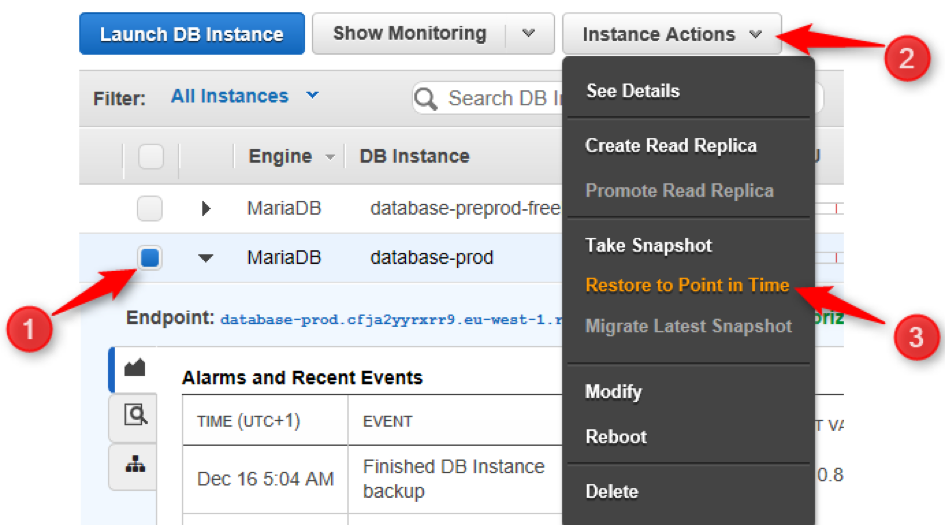 Launch DB Instance
Show Monitoring
Instance Actions
2
Filter: All Instances
Search DB
See Details
Engine
DB Instance
Create Read Replica
Promote Read Replica
MariaDB
database-preprod-free
Take Snapshot
MariaDB
database-prod
Restore to Point in Time
1
Endpoint: database-prod.cfja2yyrxrr9.eu-west-1.r
Migrate Latest Snapshot
3
Alarms and Recent Events
Modify
TIME (UTC+1)
EVENT
Reboot
Dec 16 5:04 AM
Finished DB Instance
backup
0.8
Delete